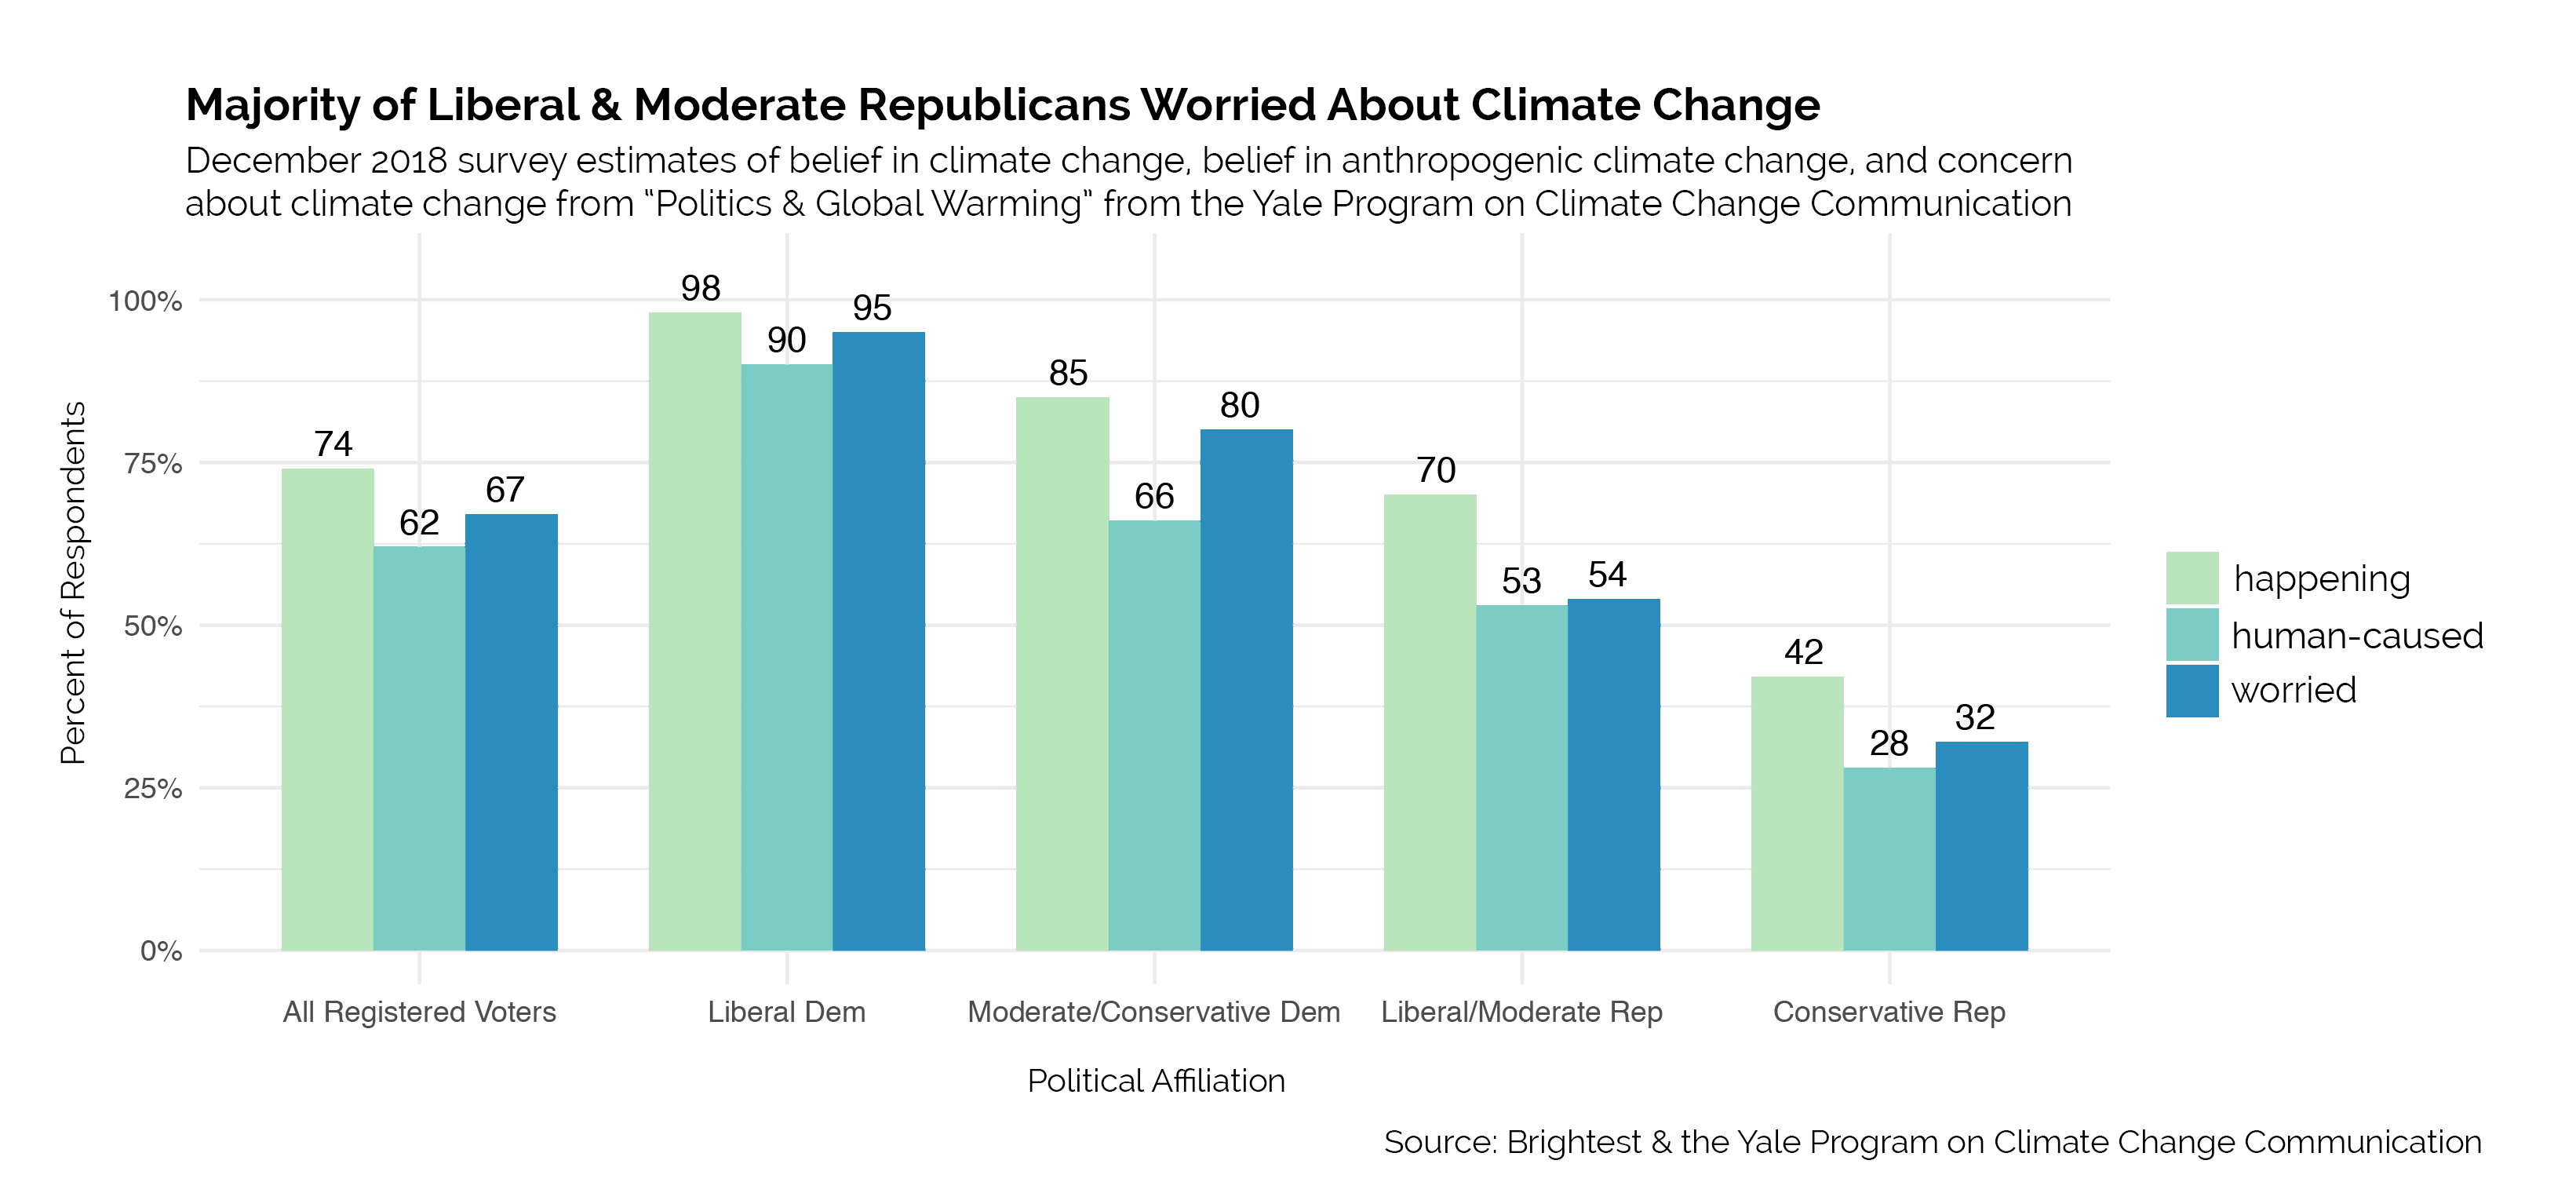 Majority of Liberal & Moderate Republicans Worried About Climate Change
December 2018 survey estimates of belief in climate change, belief in anthropogenic climate change, and concern
about climate change from “Politics & Global Warming” from the Yale Program on Climate Change Communication
Percent of Respondents
100%
75%
50%
25%
0%
74
62
67
98
90
95
85
66
80
70
53
54
42
28
32
happening
human-caused
worried
All Registered Voters
Liberal Dem
Moderate/Conservative Dem
Liberal/Moderate Rep
Conservative Rep
Political Affiliation
Source: Brightest & the Yale Program on Climate Change Communication